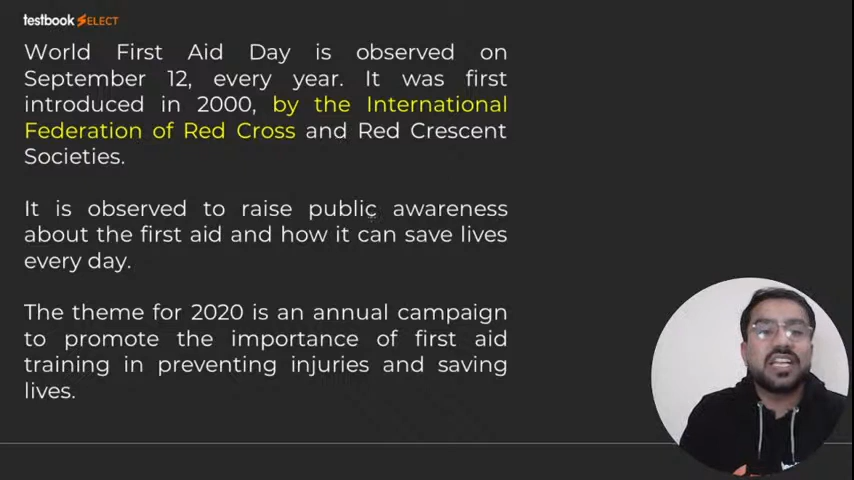 testbook SELECT
World First Aid Day is observed on
September 12, every year. It was first
introduced in 2000, by the International
Federation of Red Cross and Red Crescent
Societies.
It is observed to raise public awareness
about the first aid and how it can save lives
every day.
The theme for 2020 is an annual campaign
to promote the importance of first aid
training in preventing injuries and saving
lives.